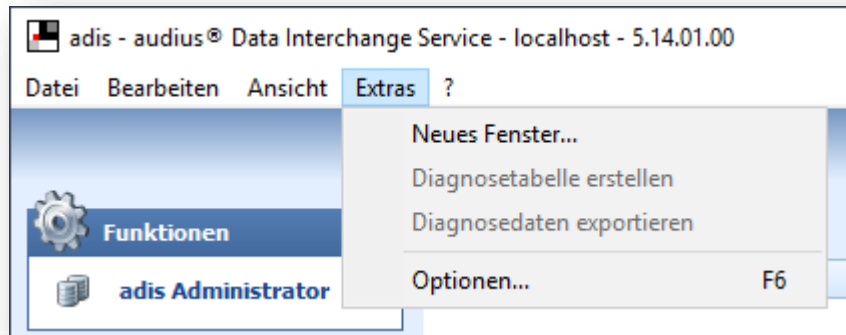 adis - audius® Data Interchange Service - localhost - 5.14.01.00
Datei Bearbeiten Ansicht Extras ?
Neues Fenster...
Diagnosetabelle erstellen
Diagnosedaten exportieren
Optionen... F6
Funktionen
adis Administrator